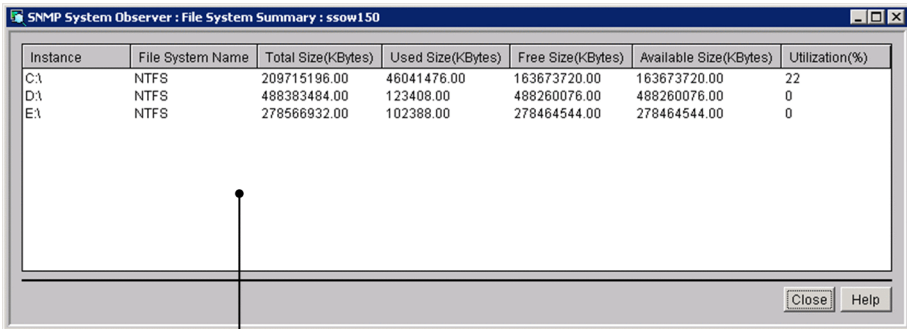 SNMP System Observer : File System Summary : ssow150
Instance File System Name Total Size(KBytes) Used Size(KBytes) Free Size(KBytes) Available Size(KBytes) Utilization(%)
C:\ NTFS 209715196.00 46041476.00 163673720.00 163673720.00 22
D:\ NTFS 488383484.00 123408.00 488260076.00 488260076.00 0
E:\ NTFS 278566932.00 102388.00 278464544.00 278464544.00 0
Close Help